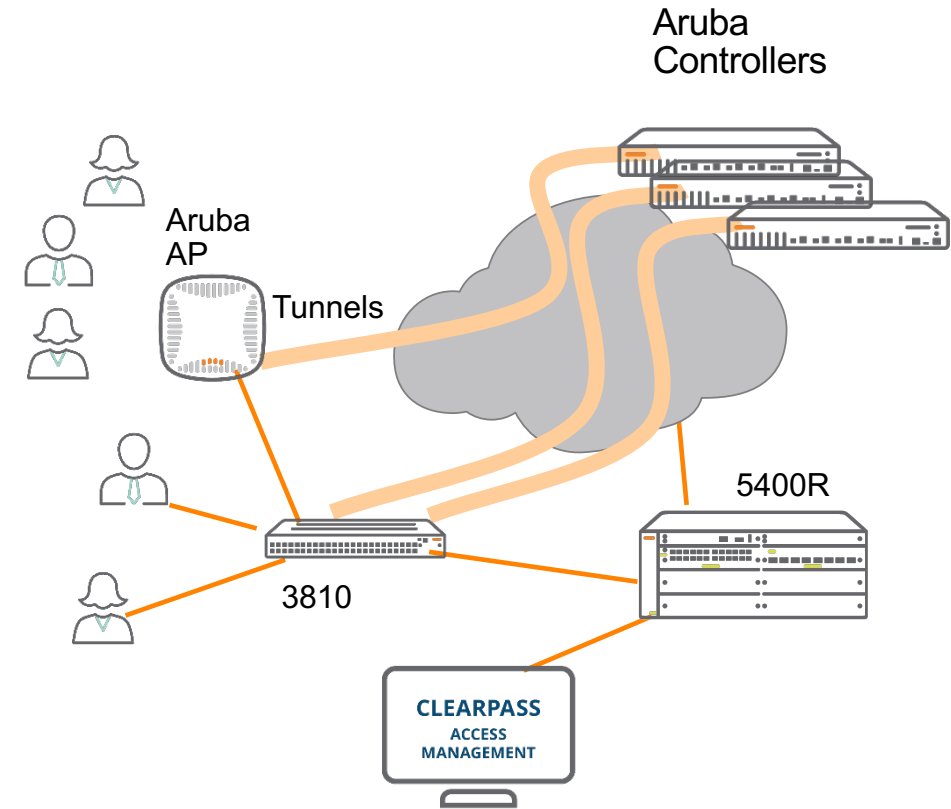 Aruba
Controllers
Aruba
AP
Tunnels
5400R
3810
CLEARPASS
ACCESS
MANAGEMENT